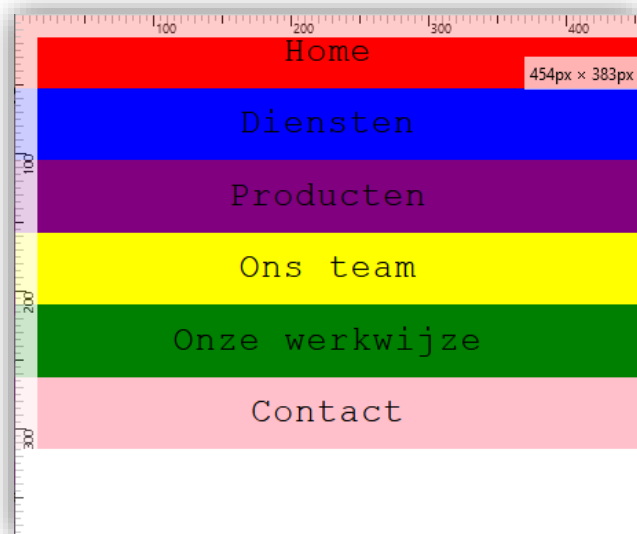 100 200 300 400
Home
454px × 383px
Diensten
100
Producten
Ons team
200
Onze werkwijze
Contact
300